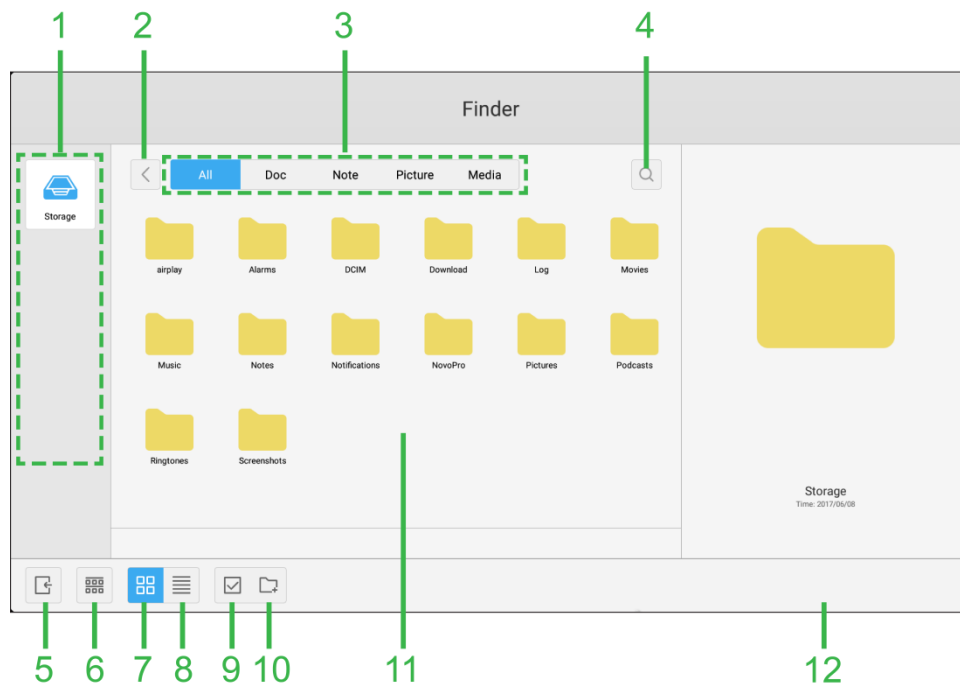 1 2 3 4
Finder
All Doc Note Picture Media
Storage
airplay Alarms DCIM Download Log Movies
Music Notes Notifications NovoPro Pictures Podcasts
Ringtones Screenshots
Storage
Time: 2017/06/08
5 6 7 8 9 10 11 12